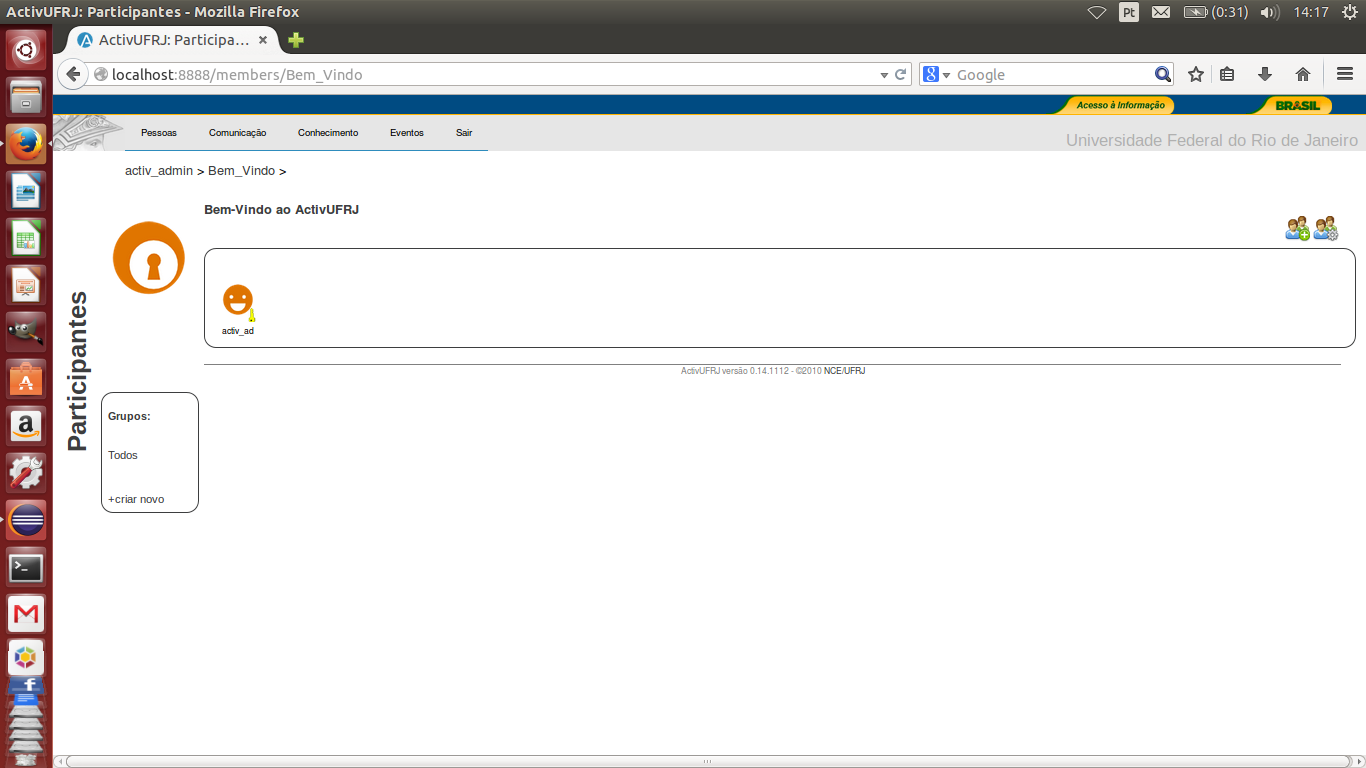 ActivUFRJ: Participantes - Mozilla Firefox
Pt
(0:31)
14:17
ActivUFRJ: Participa...
localhost:8888/members/Bem_Vindo
Google
Acesso à Informação
BRASIL
Pessoas Comunicação Conhecimento Eventos Sair
Universidade Federal do Rio de Janeiro
activ_admin > Bem_Vindo >
Bem-Vindo ao ActivUFRJ
activ_ad
ActivUFRJ versão 0.14.1112 - ©2010 NCE/UFRJ
Participantes
Grupos:
Todos
+criar novo